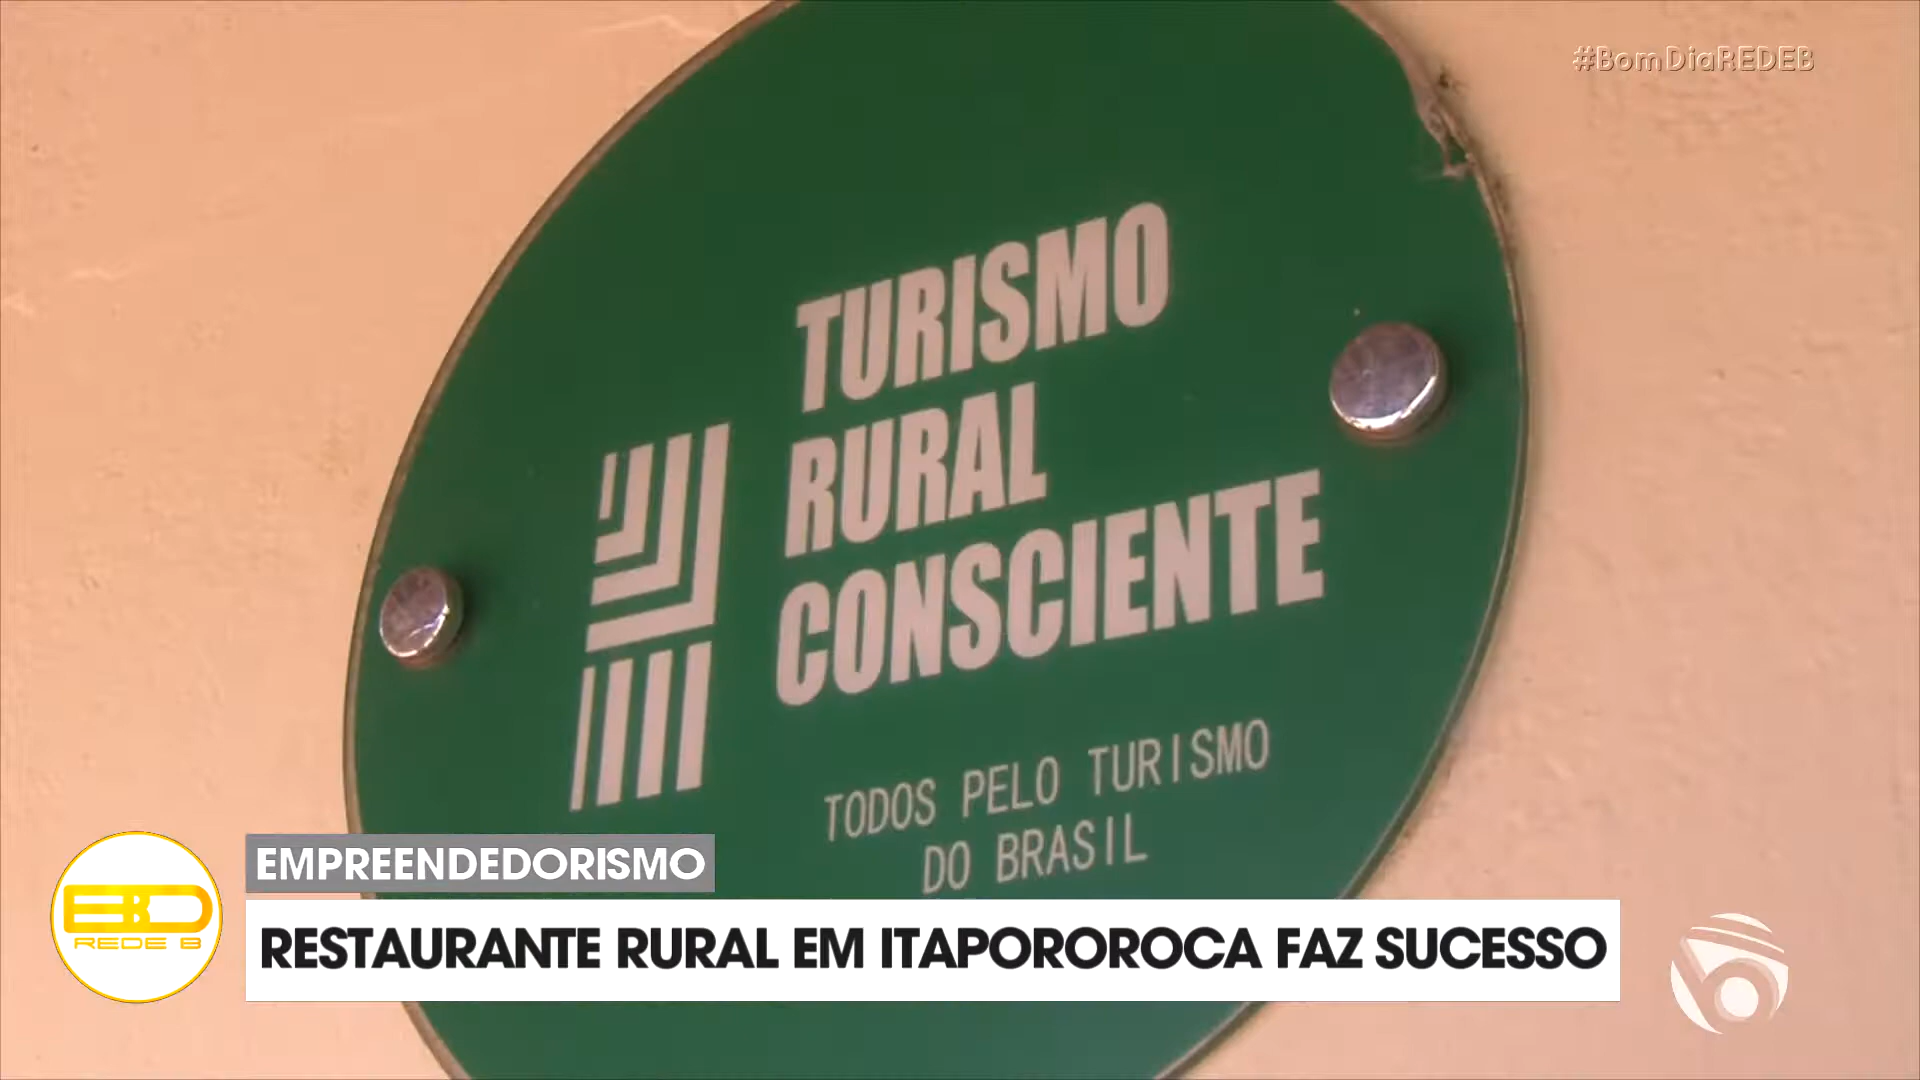 #BomDiaREDEB
TURISMO
RURAL
CONSCIENTE
TODOS PELO TURISMO
DO BRASIL
EMPREENDEDORISMO
BD
REDE B
RESTAURANTE RURAL EM ITAPOROROCA FAZ SUCESSO